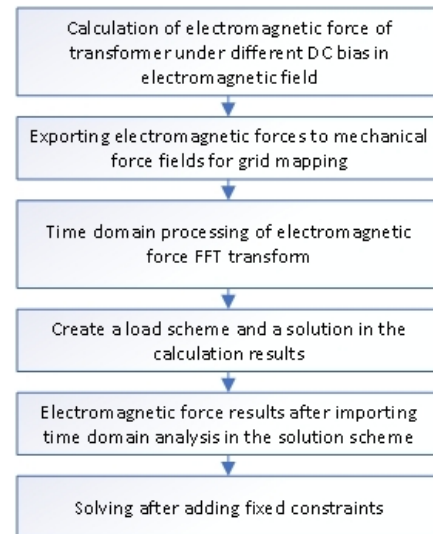 Calculation of electromagnetic force of
transformer under different DC bias in
electromagnetic field
Exporting electromagnetic forces to mechanical
force fields for grid mapping
Time domain processing of electromagnetic
force FFT transform
Create a load scheme and a solution in the
calculation results
Electromagnetic force results after importing
time domain analysis in the solution scheme
Solving after adding fixed constraints